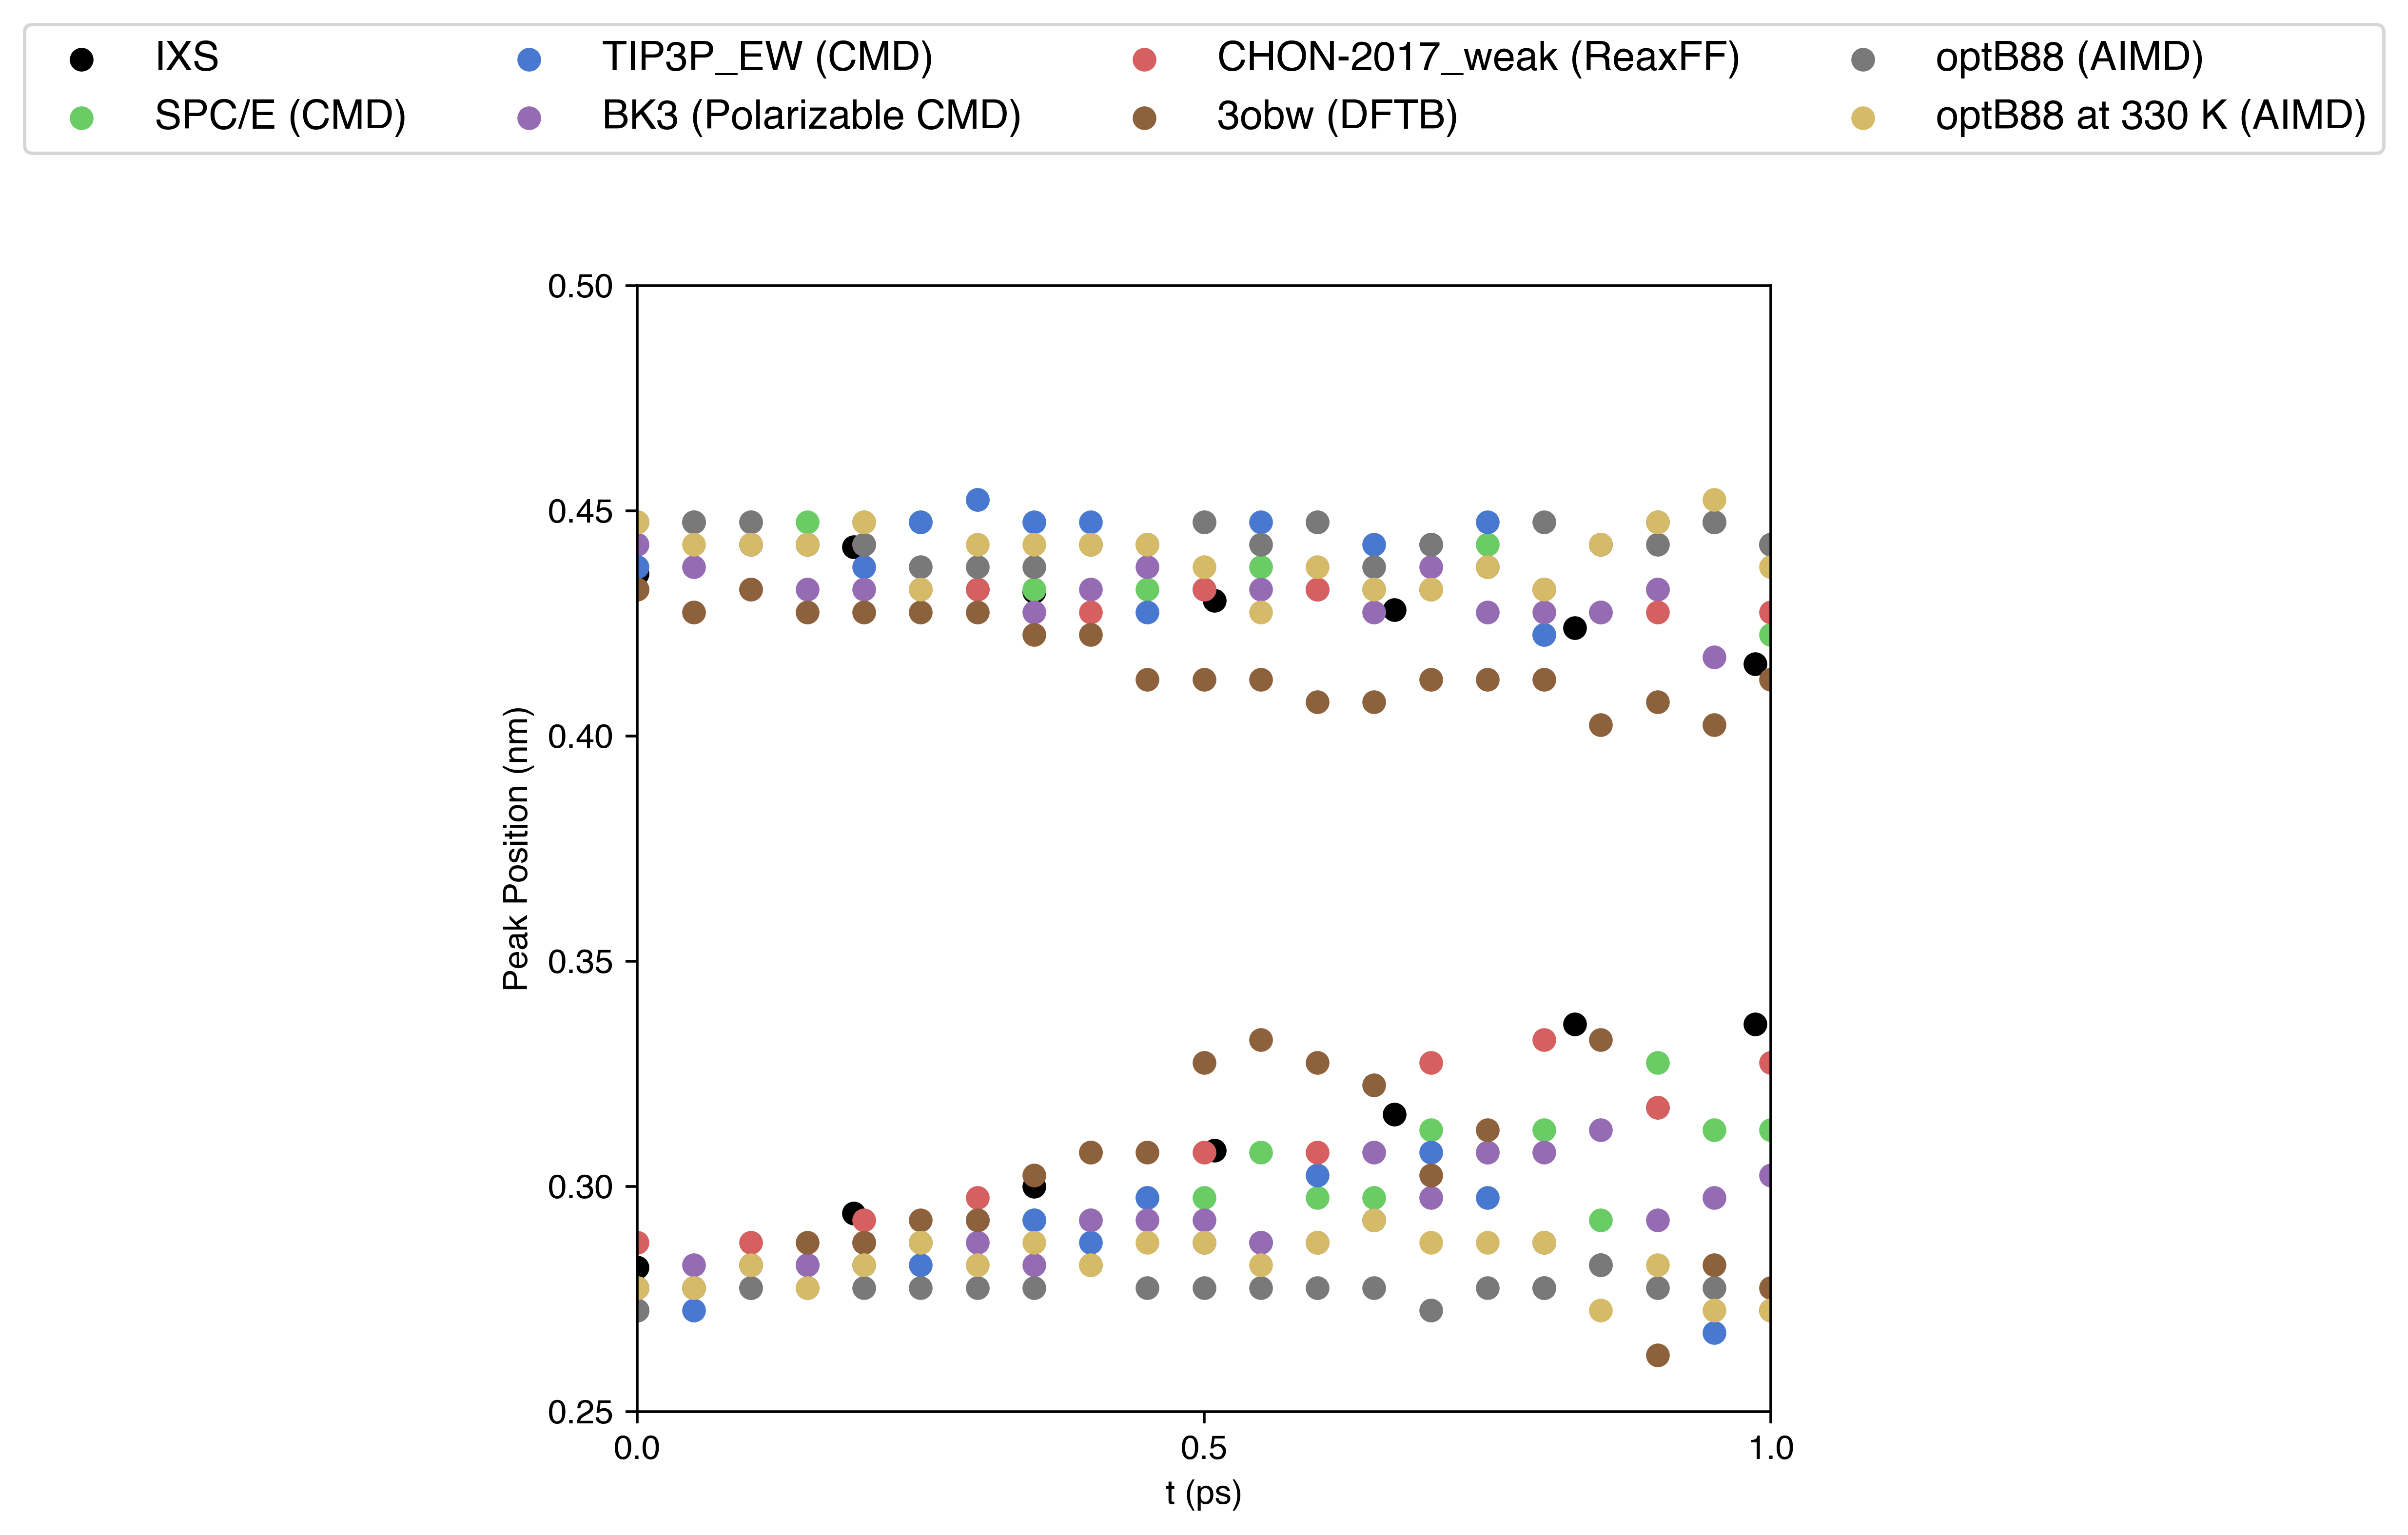 IXS
TIP3P_EW (CMD)
CHON-2017_weak (ReaxFF)
optB88 (AIMD)
SPC/E (CMD)
BK3 (Polarizable CMD)
3obw (DFTB)
optB88 at 330 K (AIMD)
0.50
0.45
0.40
0.35
0.30
0.25
Peak Position (nm)
0.0
0.5
1.0
t (ps)